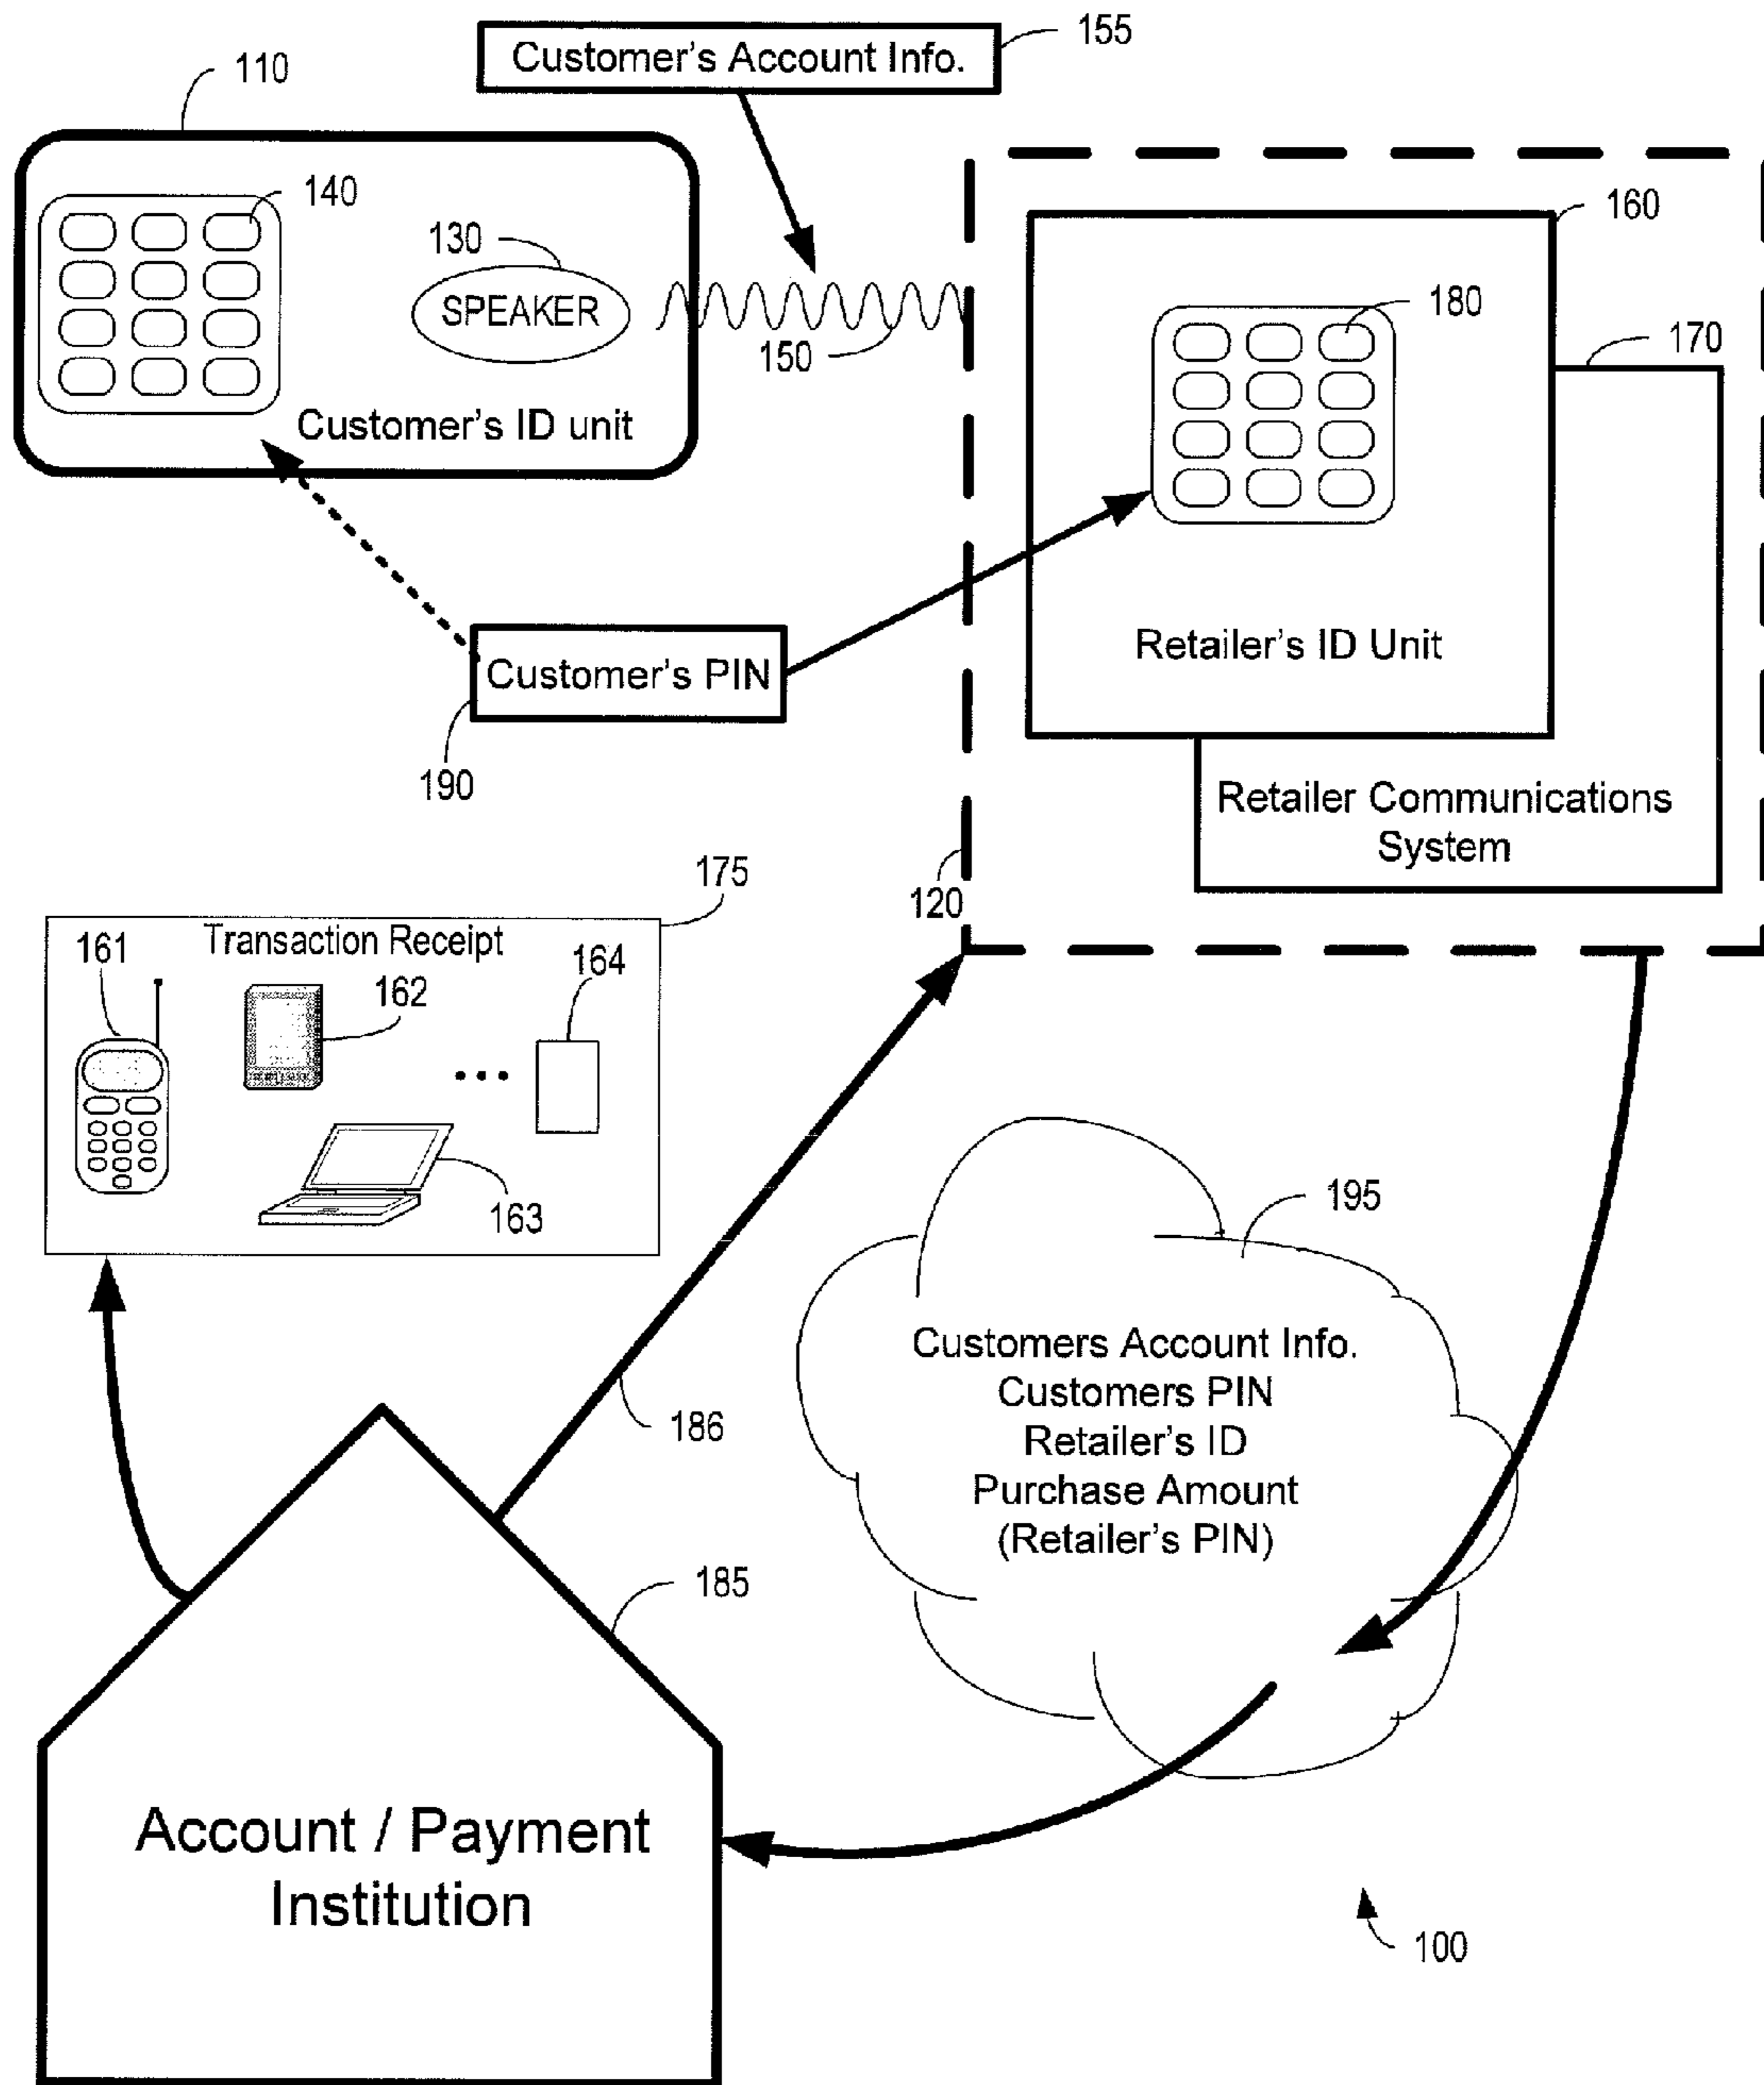 Customer's Account Info.
155
110
140
130
SPEAKER
150
Customer's ID unit
160
180
170
Retailer's ID Unit
Customer's PIN
190
Retailer Communications
System
120
175
Transaction Receipt
161
162
164
163
195
Customers Account Info.
Customers PIN
Retailer's ID
Purchase Amount
(Retailer's PIN)
186
185
Account / Payment
Institution
100